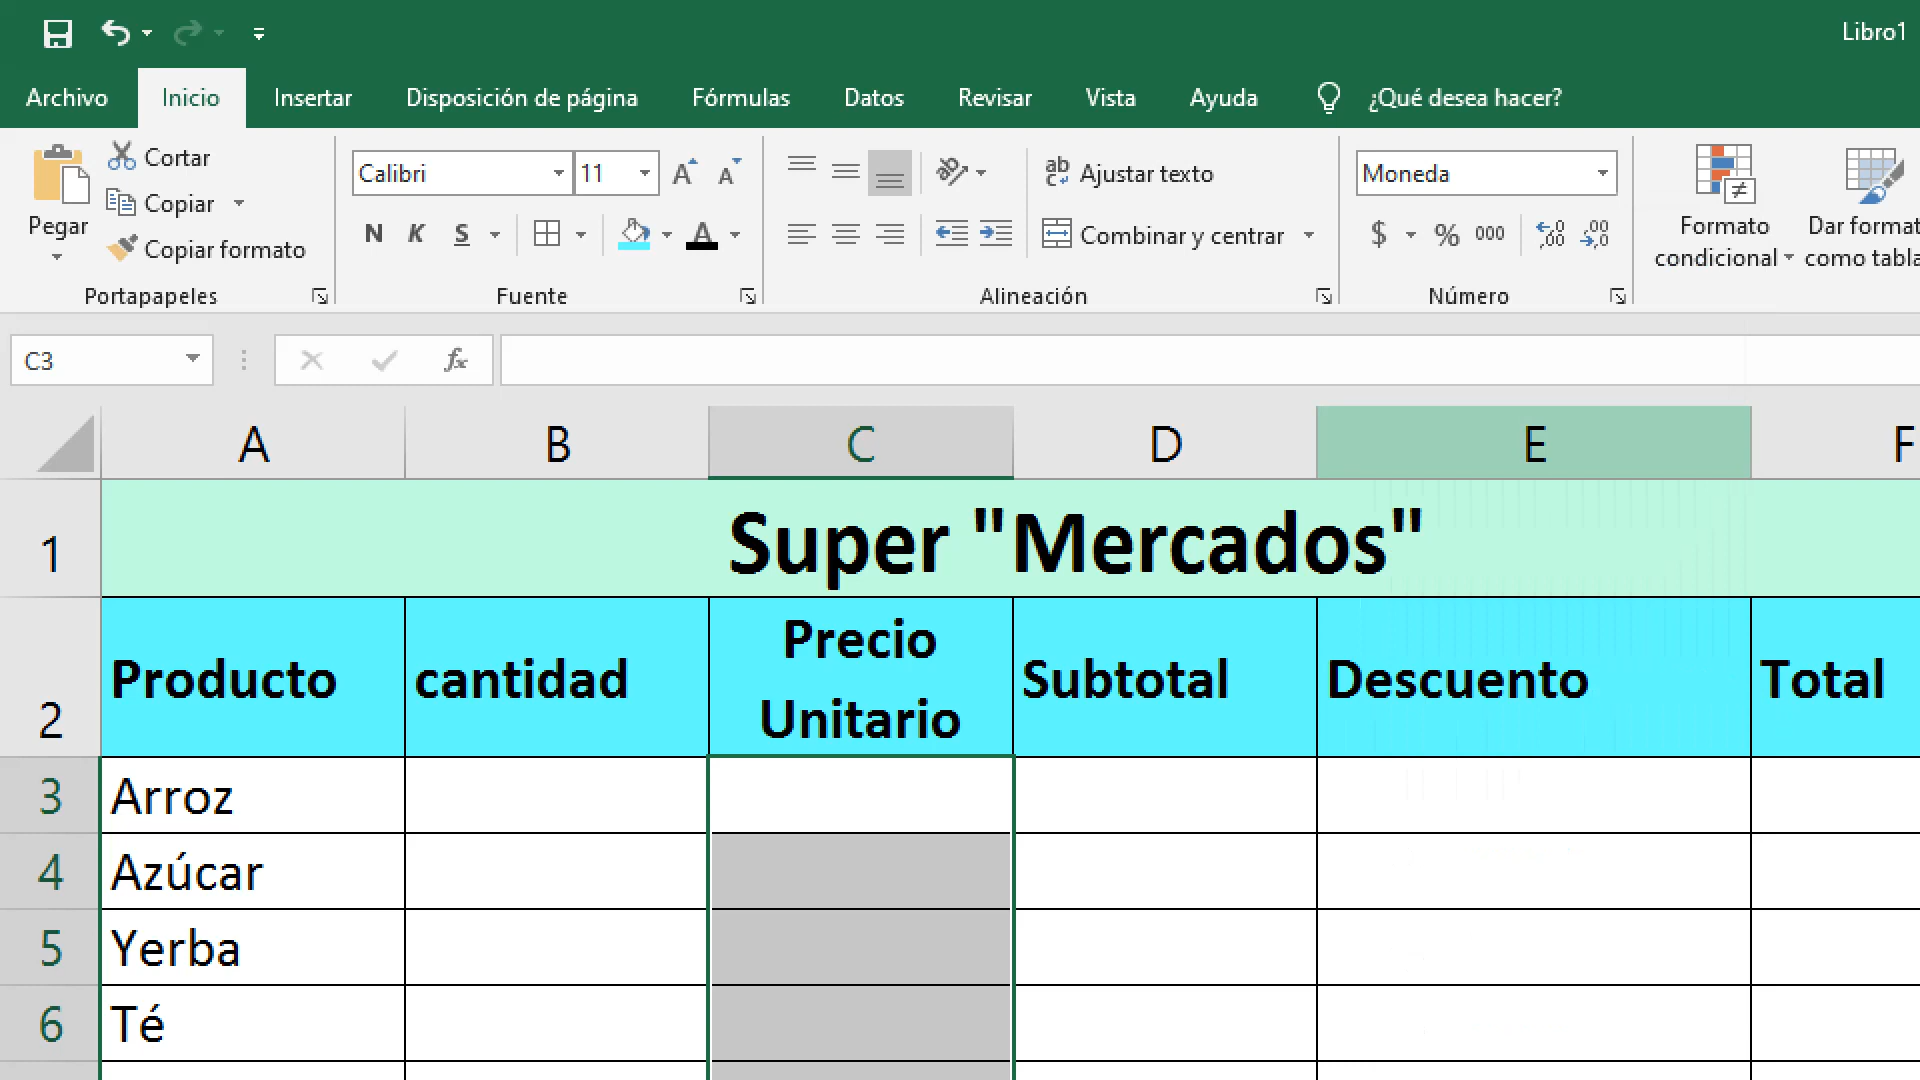 Libro1
Archivo Inicio Insertar Disposición de página Fórmulas Datos Revisar Vista Ayuda ¿Qué desea hacer?
Pegar
Cortar
Copiar
Copiar formato
Portapapeles
Calibri 11
N K S
Fuente
Ajustar texto
Combinar y centrar
Alineación
Moneda
$ % 000
Número
Formato
condicional
Dar format
como tabla
C3 fx
A B C D E F
1 Super "Mercados"
2 Producto cantidad Precio
Unitario Subtotal Descuento Total
3 Arroz
4 Azúcar
5 Yerba
6 Té